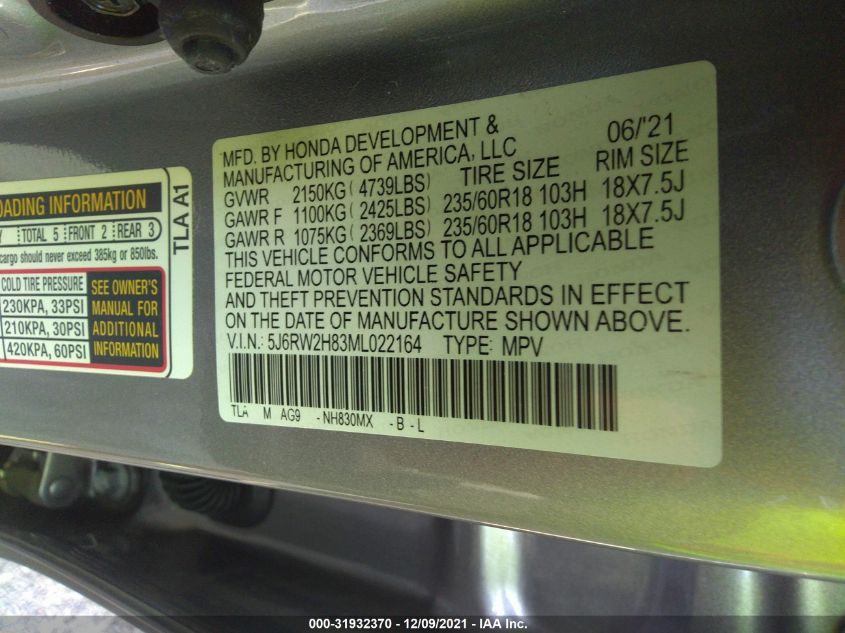 OADING INFORMATION
TOTAL 5 FRONT 2 REAR 3
cargo should never exceed 385kg or 850lbs.
COLD TIRE PRESSURE
230KPA, 33PSI
210KPA, 30PSI
420KPA, 60PSI
SEE OWNER'S
MANUAL FOR
ADDITIONAL
INFORMATION
TLA A1
MFD. BY HONDA DEVELOPMENT & 06/'21
MANUFACTURING OF AMERICA, LLC
TIRE SIZE RIM SIZE
GVWR 2150KG( 4739LBS)
GAWR F 1100KG( 2425LBS) 235/60R18 103H 18X7.5J
GAWR R 1075KG( 2369LBS) 235/60R18 103H 18X7.5J
THIS VEHICLE CONFORMS TO ALL APPLICABLE
FEDERAL MOTOR VEHICLE SAFETY
AND THEFT PREVENTION STANDARDS IN EFFECT
ON THE DATE OF MANUFACTURE SHOWN ABOVE.
V.I.N.: 5J6RW2H83ML022164 TYPE: MPV
TLA M AG9 -NH830MX -B-L
000-31932370 - 12/09/2021 - IAA Inc.